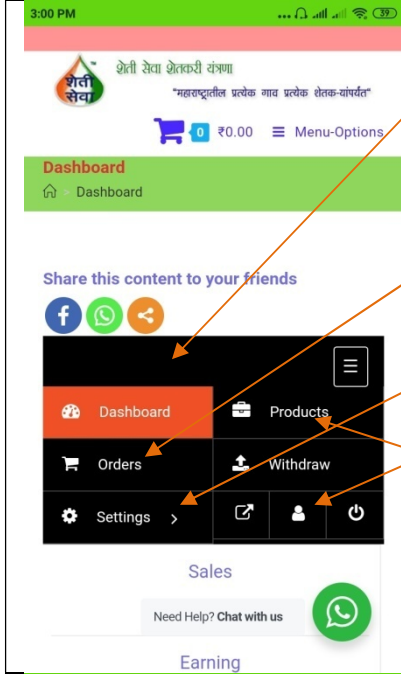 3:00 PM ... 39
शेती सेवा शेतकरी यंत्रणा
शेती
सेवा
"महाराष्ट्रातील प्रत्येक गाव प्रत्येक शेतक-यांपर्यंत"
0 ₹0.00 ☰ Menu-Options
Dashboard
> Dashboard
Share this content to your friends
Dashboard Products
Orders Withdraw
Settings >
Sales
Need Help? Chat with us
Earning